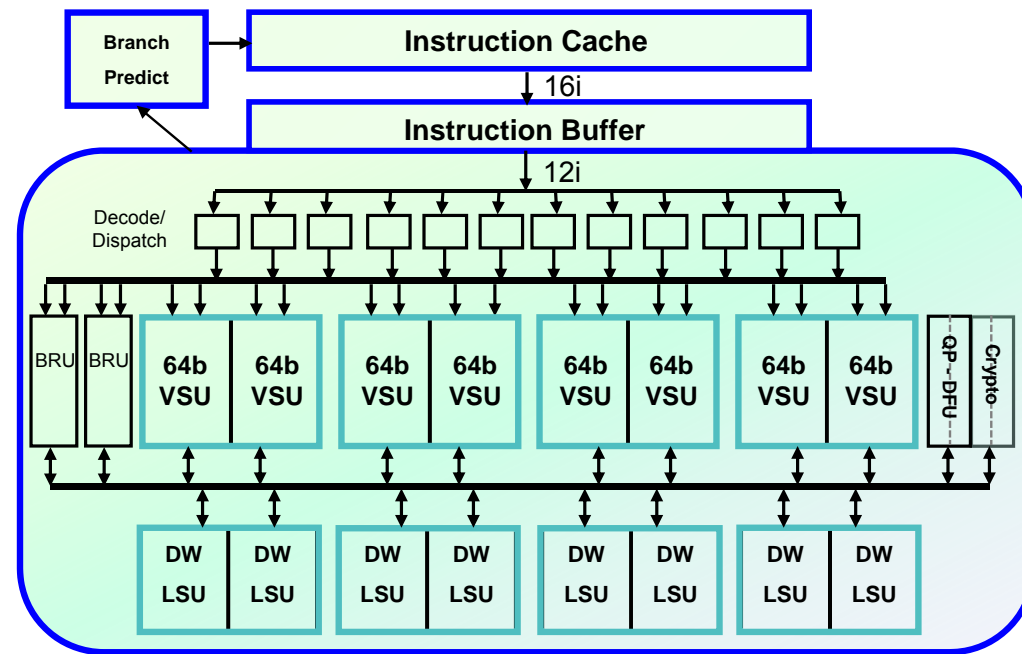 Branch
Predict
Instruction Cache
16i
Instruction Buffer
12i
Decode/
Dispatch
BRU
BRU
64b
VSU
64b
VSU
64b
VSU
64b
VSU
64b
VSU
64b
VSU
64b
VSU
64b
VSU
QP - DFU
Crypto
DW
LSU
DW
LSU
DW
LSU
DW
LSU
DW
LSU
DW
LSU
DW
LSU
DW
LSU